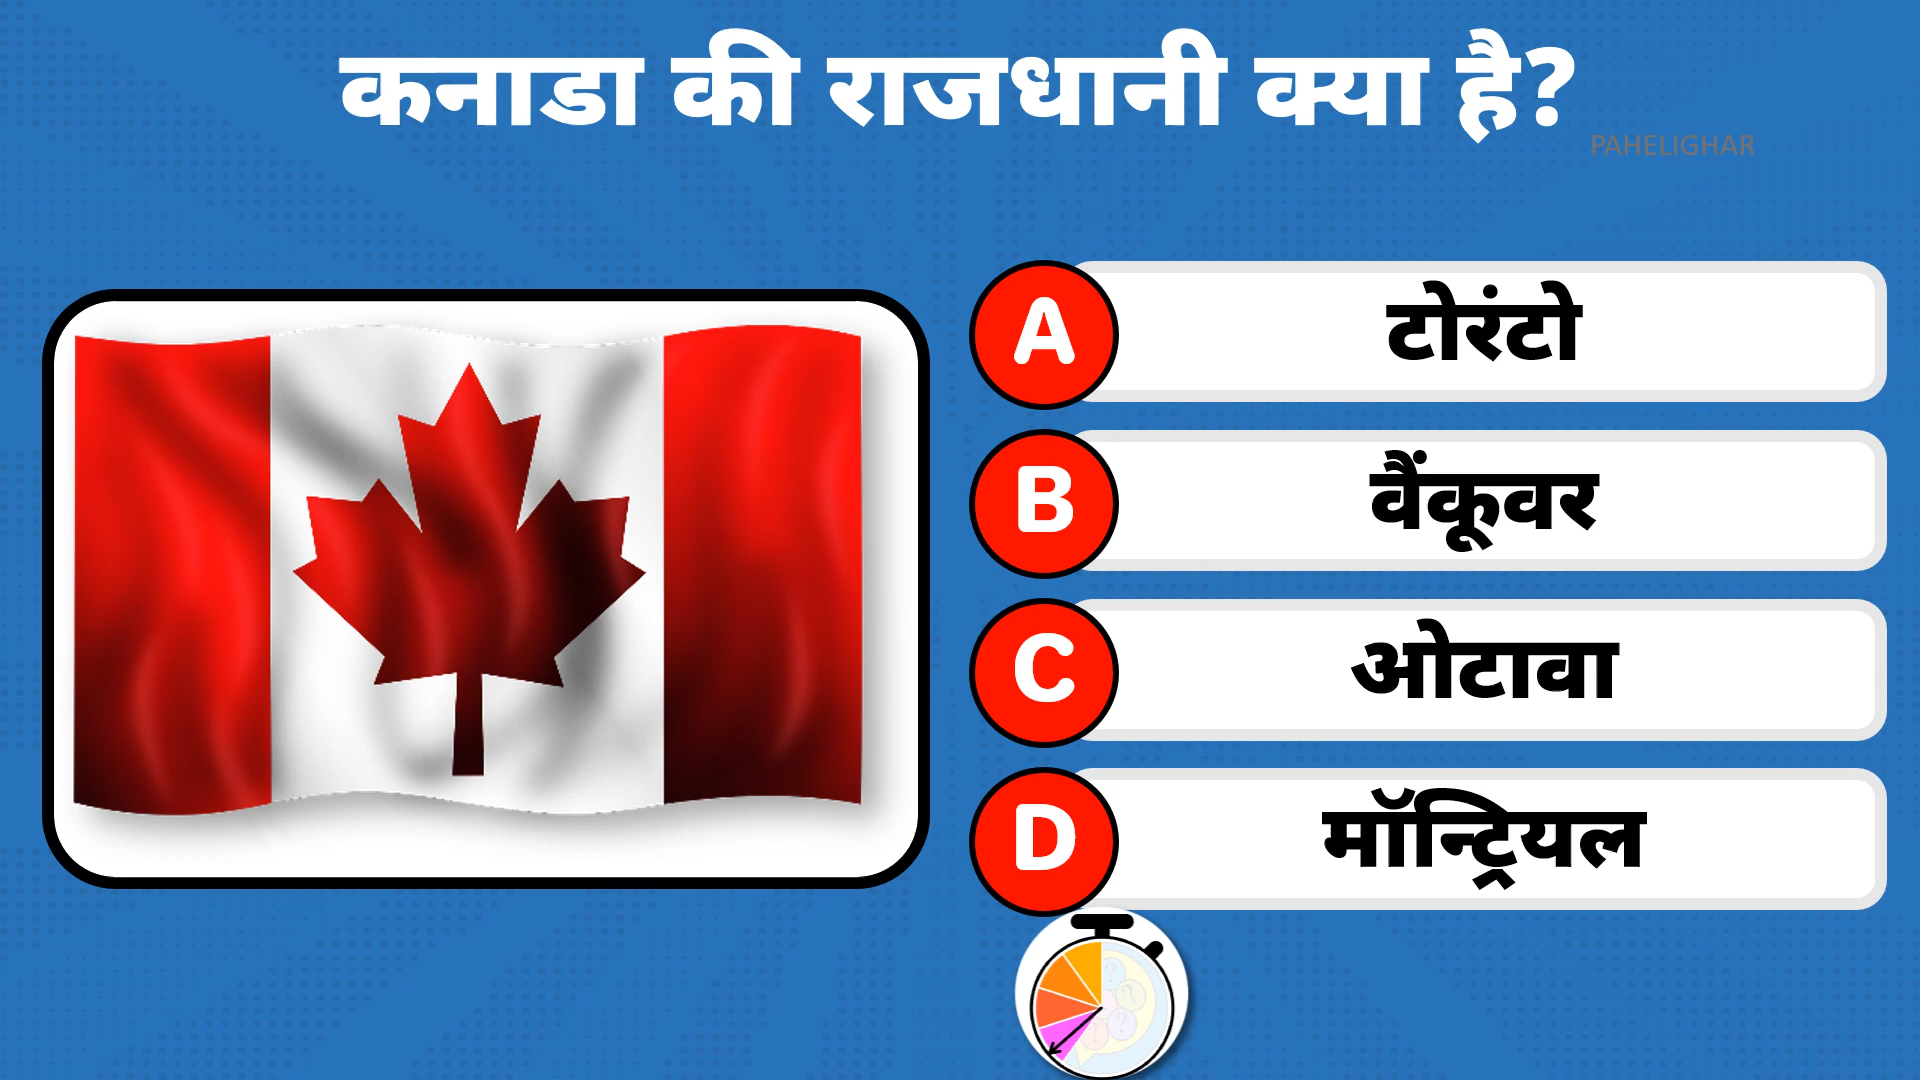 कनाडा की राजधानी क्या है?
PAHELIGHAR
A टोरंटो
B वैंकूवर
C ओटावा
D मॉन्ट्रियल